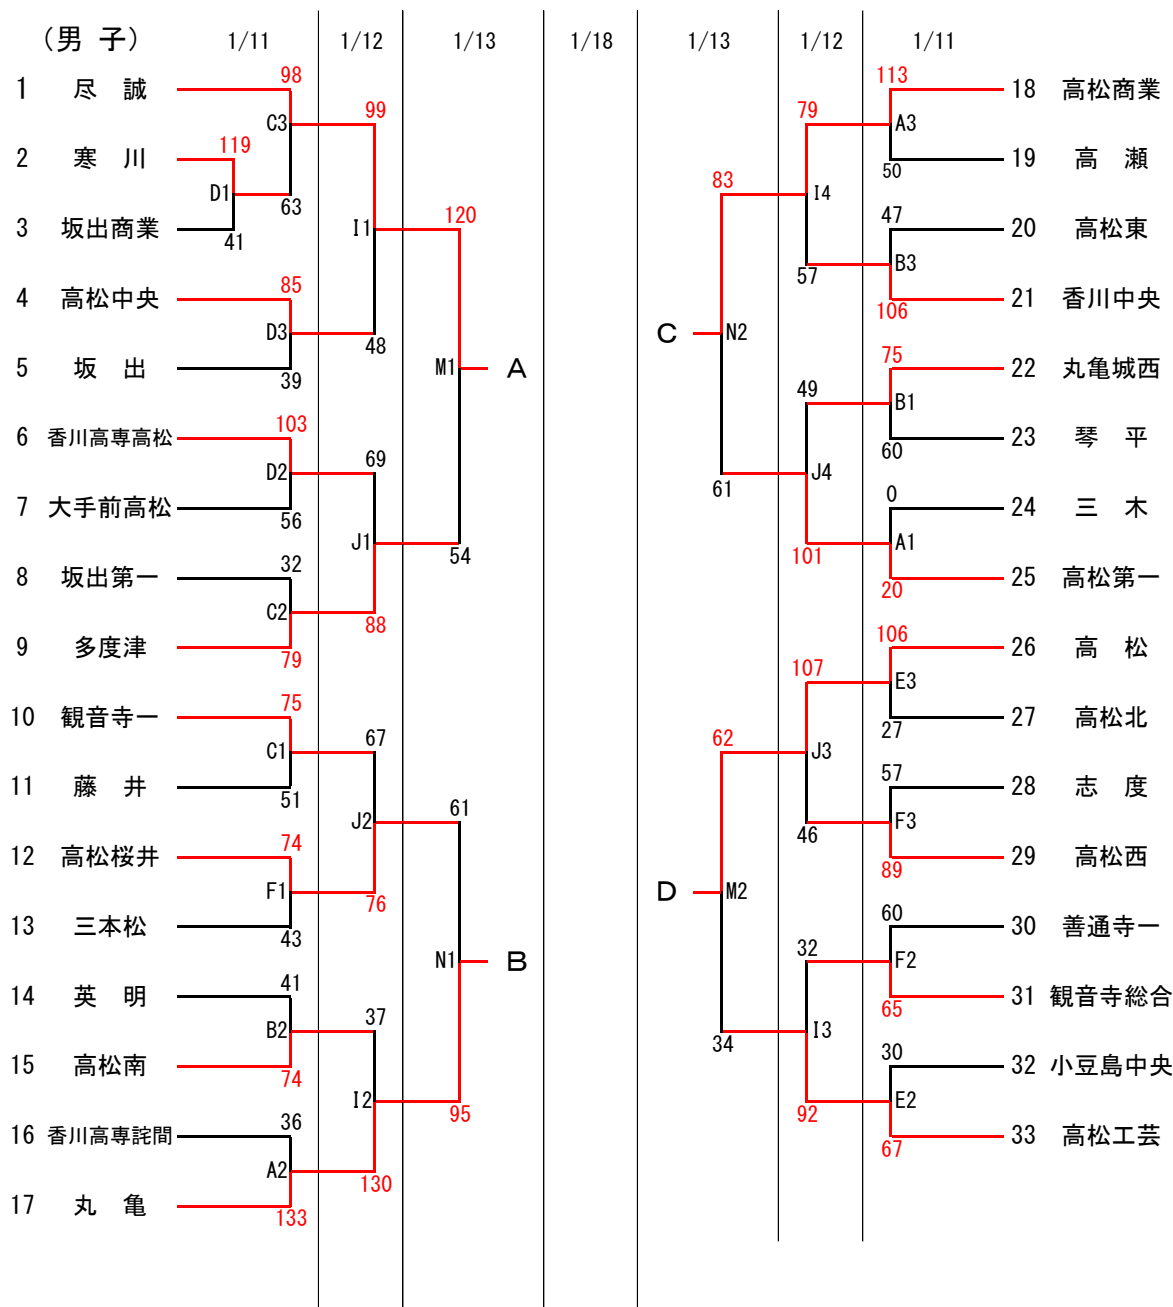 (男 子) 1/11 1/12 1/13 1/18 1/13 1/12 1/11
98 113
1 尽 誠 18 高松商業
99 79
C3 A3
119
2 寒 川 19 高 瀬
50
83
D1 I4
63
120 47
3 坂出商業 I1 20 高松東
41
B3
57
85
4 高松中央 21 香川中央
106
D3 C N2
48
75
5 坂 出 M1 A 22 丸亀城西
39
49
B1
103
6 香川高専高松 23 琴 平
69 60
D2 J4
61
0
7 大手前高松 24 三 木
56
J1 A1
54 101
32
8 坂出第一 25 高松第一
20
C2
88
106
9 多度津 26 高 松
79
107
E3
75
10 観音寺一 27 高松北
27
67 62
C1 J3
57
11 藤 井 28 志 度
51
61
J2 F3
46
74
12 高松桜井 29 高松西
89
F1 D M2
76
60
13 三本松 30 善通寺一
43
32
N1 B F2
41
14 英 明 31 観音寺総合
65
37
B2 I3
34
30
15 高松南 32 小豆島中央
74
I2 E2
95 92
36
16 香川高専詫間 33 高松工芸
67
A2
130
17 丸 亀
133